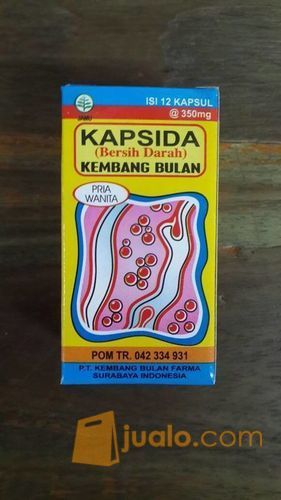 JAMU
ISI 12 KAPSUL
@ 350mg
KAPSIDA
(Bersih Darah)
KEMBANG BULAN
PRIA
WANITA
POM TR. 042 334 931
P.T. KEMBANG BULAN FARMA
SURABAYA INDONESIA
jualo.com